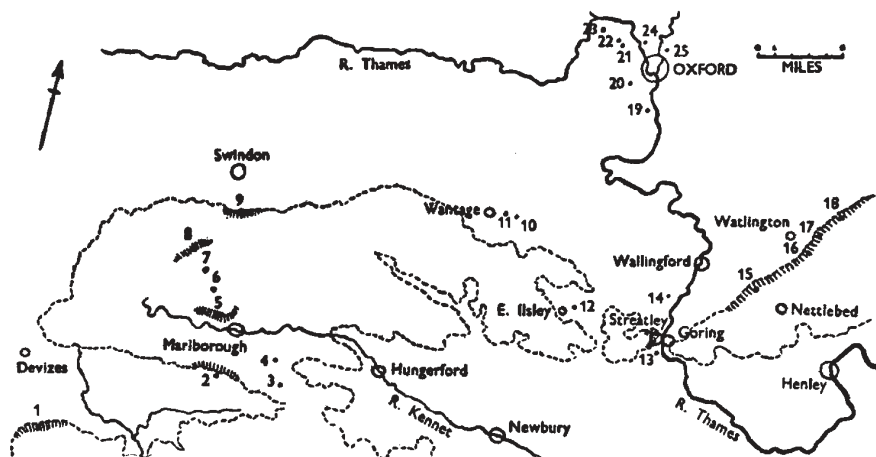 23
24
22
21
25
OXFORD
MILES
R. Thames
20
19
Swindon
9
Wantage
11
10
18
Watlington
17
16
8
7
6
5
Wallingford
15
14
E. Ilsley
12
Nettlebed
Streatley
Goring
13
Marlborough
Devizes
4
3
2
Hungerford
Henley
1
R. Kennet
Newbury
R. Thames